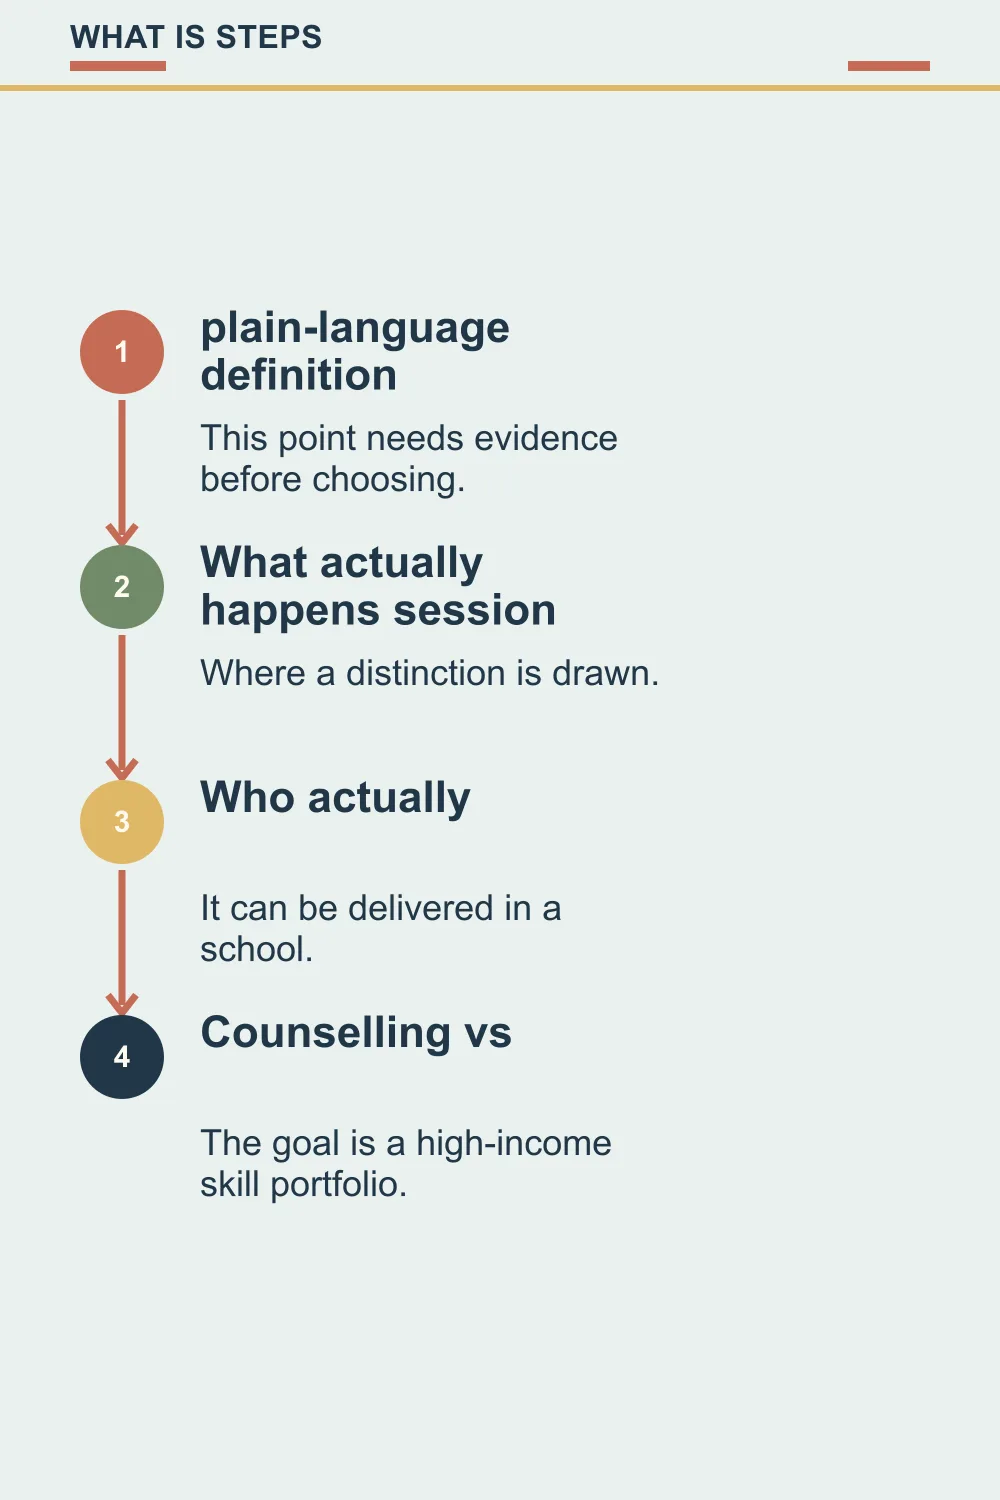 WHAT IS STEPS
1
plain-language
definition
This point needs evidence
before choosing.
2
What actually
happens session
Where a distinction is drawn.
3
Who actually
It can be delivered in a
school.
4
Counselling vs
The goal is a high-income
skill portfolio.